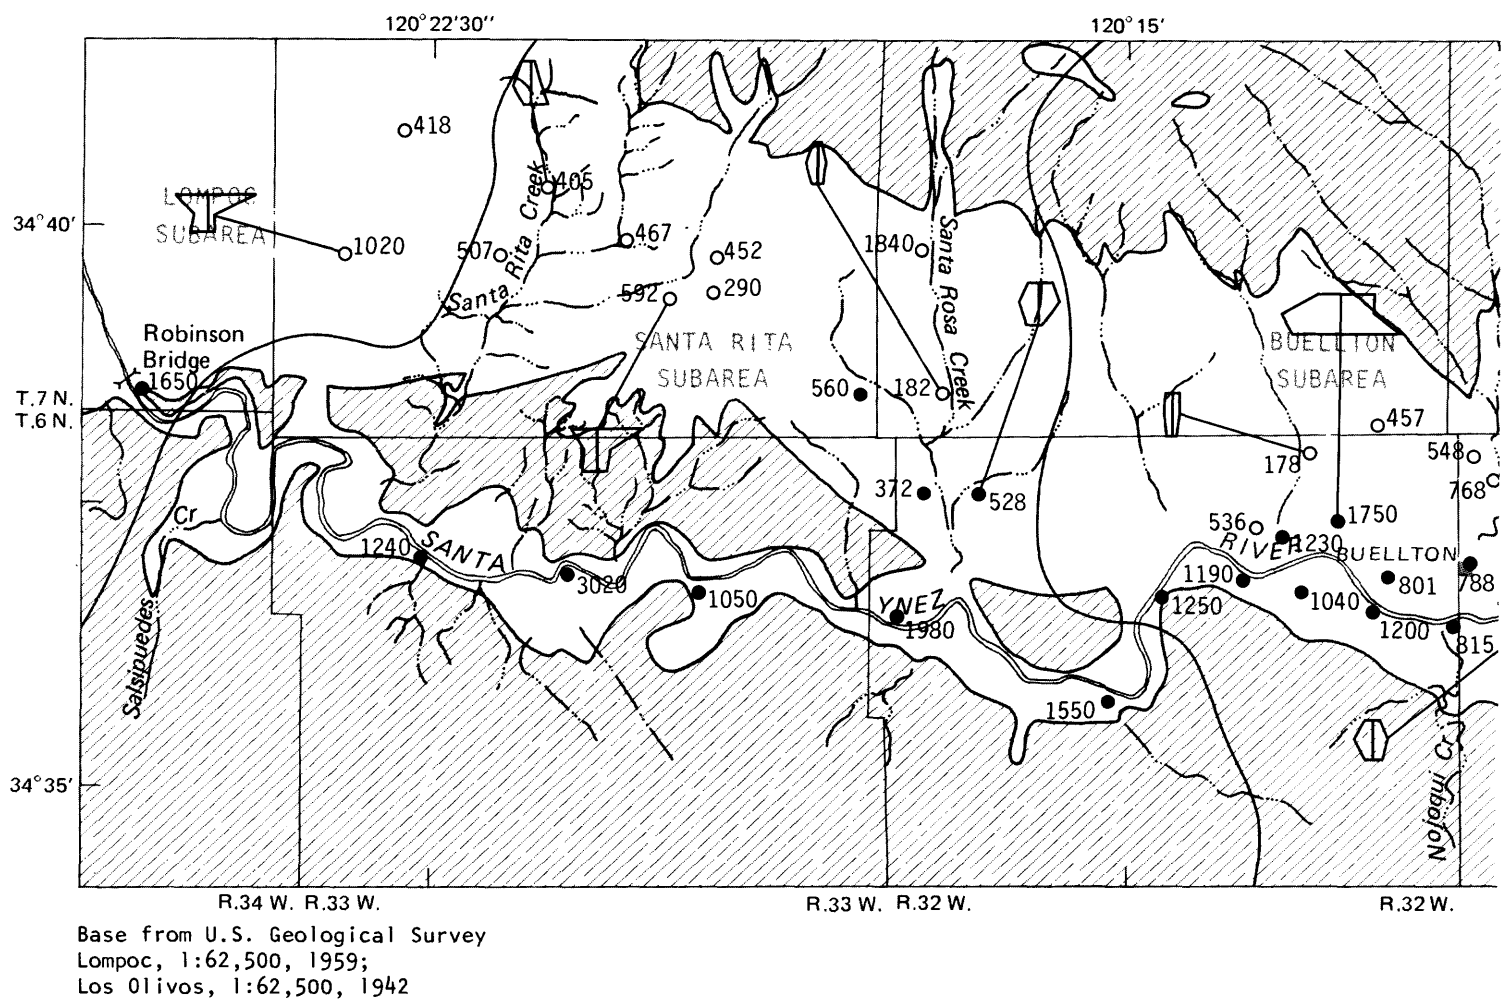 120°22'30''
120°15'
418
LOMPOC
SUBAREA
34°40'
1020
405
507
Santa Rita Creek
467
452
592
290
1840
Santa Rosa Creek
SANTA RITA
SUBAREA
BUELLTON
SUBAREA
Robinson
Bridge
1650
T.7 N.
T.6 N.
560
182
457
178
548
768
372
528
Cr
Salsipuedes
1240
SANTA
3020
1050
YNEZ
1980
536
RIVER
1230
1750
BUELLTON
1190
1250
1040
801
788
1200
815
1550
34°35'
Nojoqui Cr
R.34 W. R.33 W.
R.33 W. R.32 W.
R.32 W.
Base from U.S. Geological Survey
Lompoc, 1:62,500, 1959;
Los Olivos, 1:62,500, 1942